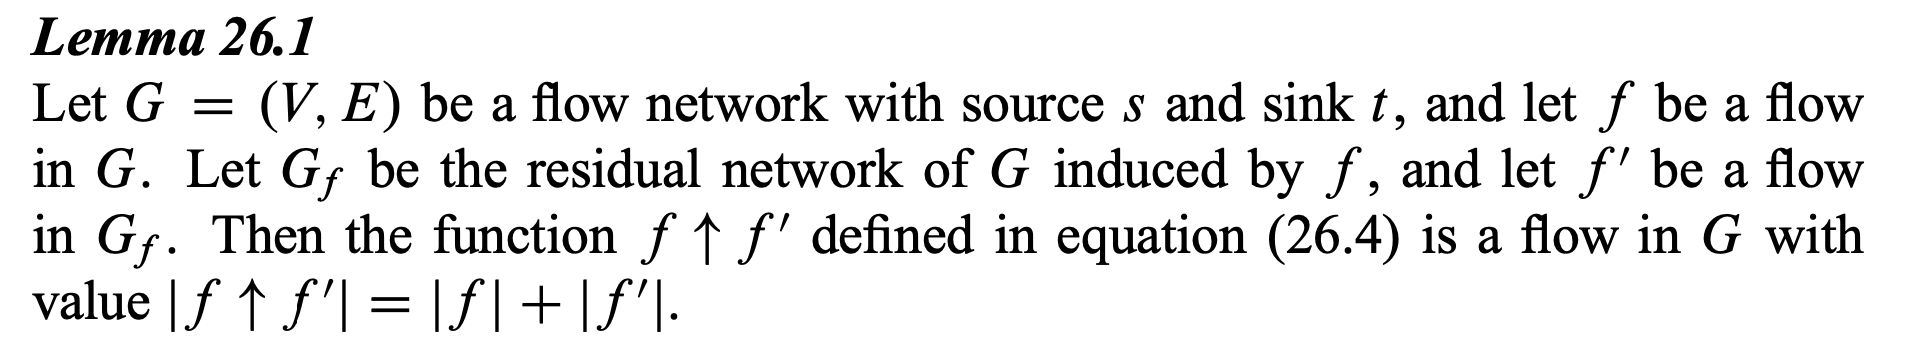 Lemma 26.1
Let G = (V, E) be a flow network with source s and sink t, and let f be a flow
in G. Let G_f be the residual network of G induced by f, and let f′ be a flow
in G_f. Then the function f ↑ f′ defined in equation (26.4) is a flow in G with
value |f ↑ f′| = |f| + |f′|.